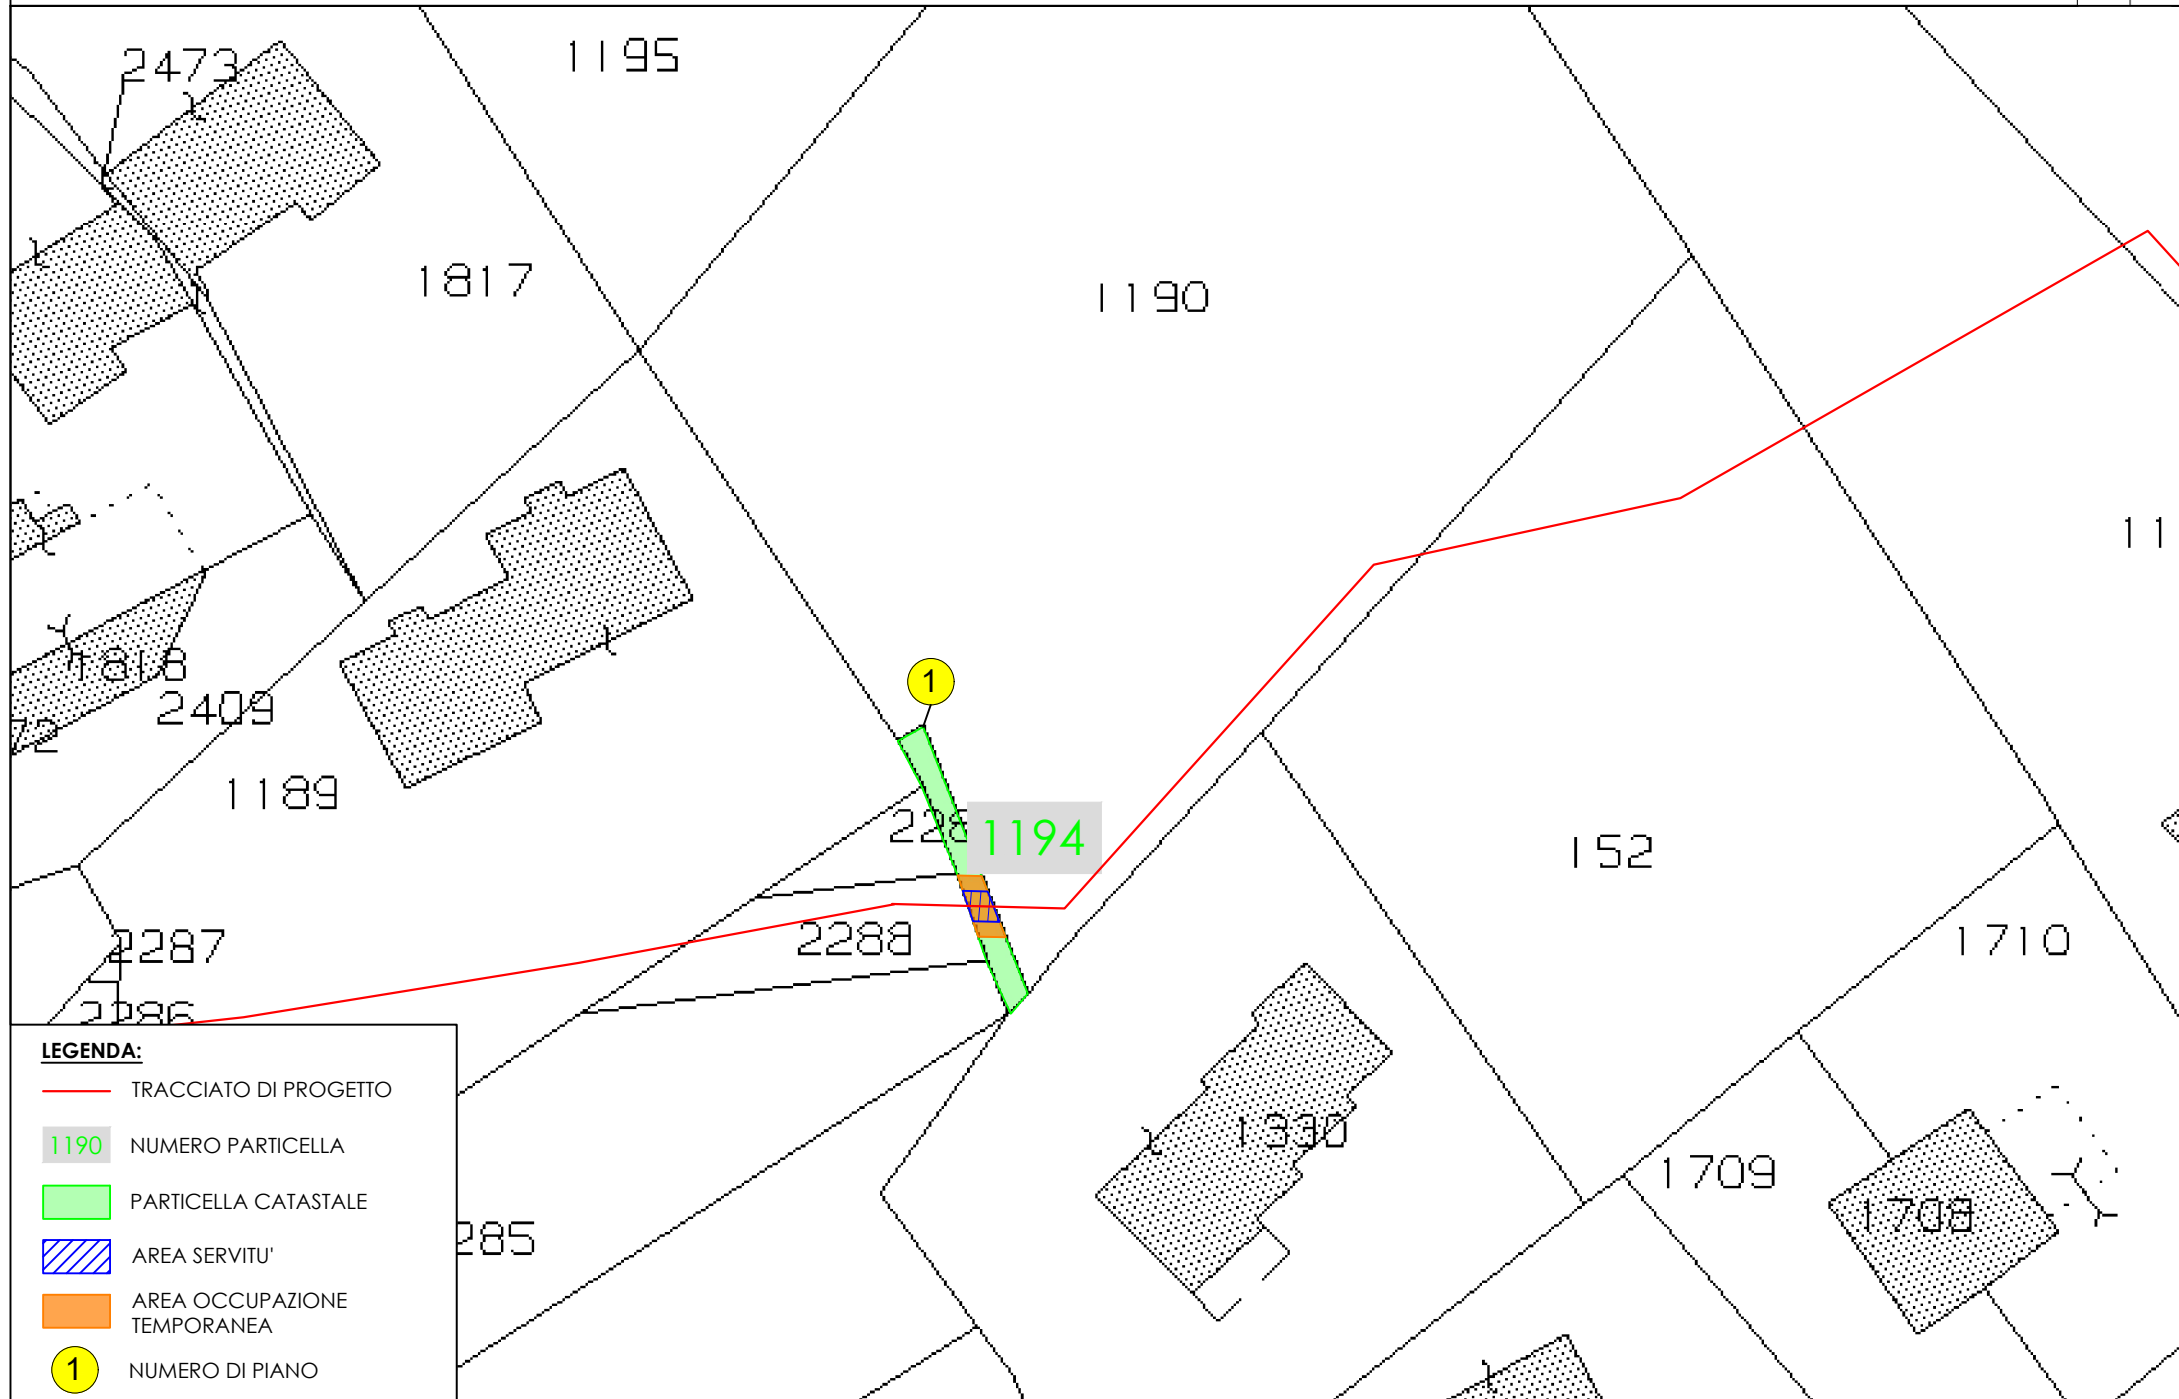 2473
1195
1817
1190
11
1818
2409
72
1
1189
1194
152
2288
2287
1710
2286
1330
1709
1708
285
LEGENDA:
TRACCIATO DI PROGETTO
1190 NUMERO PARTICELLA
PARTICELLA CATASTALE
AREA SERVITU'
AREA OCCUPAZIONE
TEMPORANEA
1 NUMERO DI PIANO